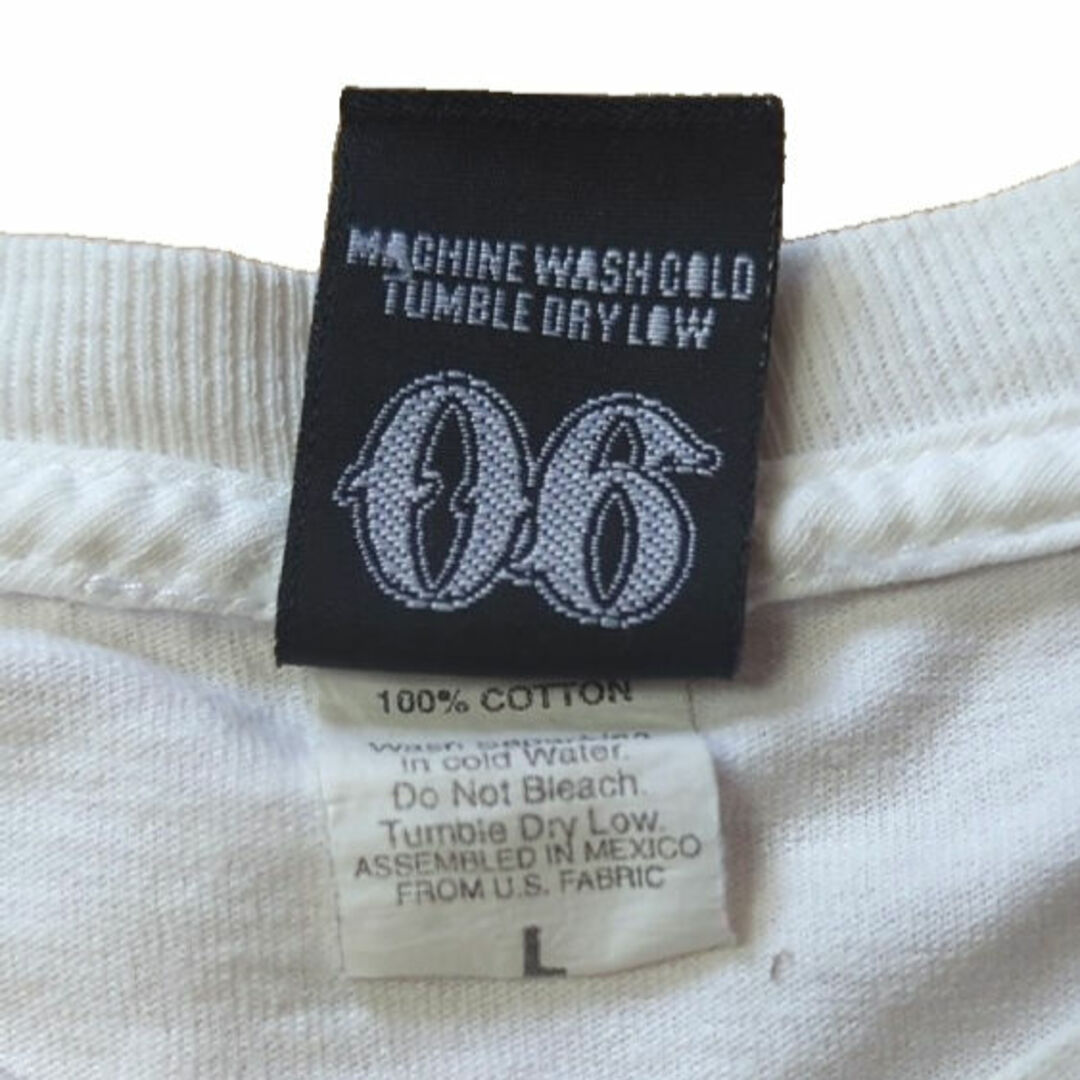 MACHINE WASH COLD
TUMBLE DRY LOW
06
100% COTTON
Wash
in cold Water.
Do Not Bleach.
Tumble Dry Low.
ASSEMBLED IN MEXICO
FROM U.S. FABRIC
L